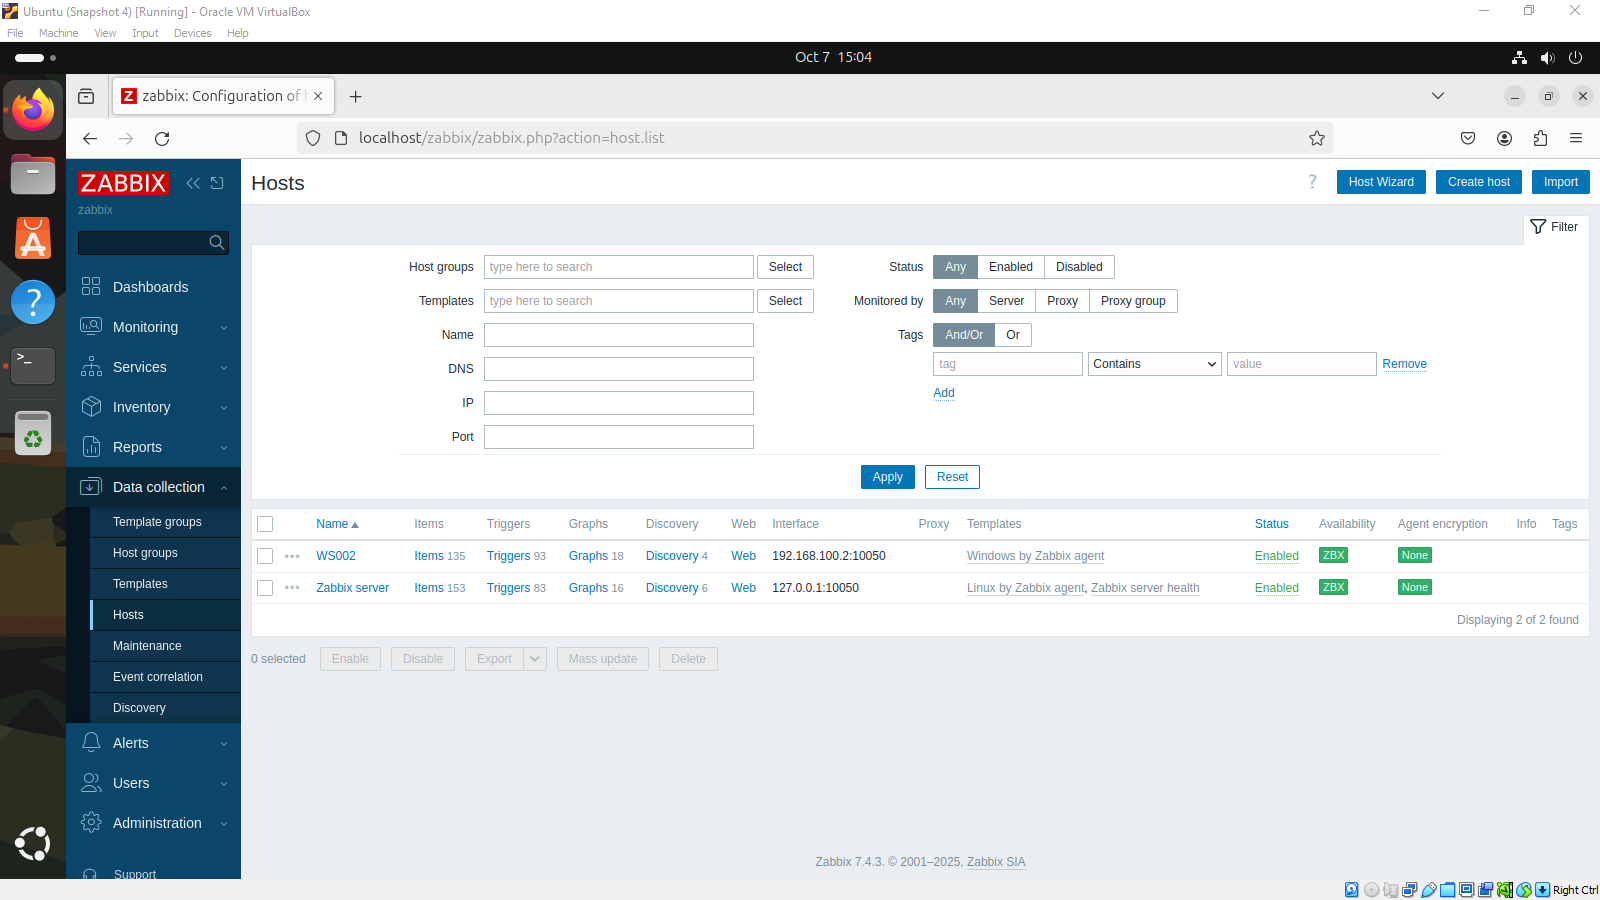 Ubuntu (Snapshot 4) [Running] - Oracle VM VirtualBox
File Machine View Input Devices Help
Oct 7 15:04
zabbix: Configuration of
localhost/zabbix/zabbix.php?action=host.list
ZABBIX
zabbix
Dashboards
Monitoring
Services
Inventory
Reports
Data collection
Template groups
Host groups
Templates
Hosts
Maintenance
Event correlation
Discovery
Alerts
Users
Administration
Support
Hosts
? Host Wizard Create host Import
Filter
Host groups type here to search Select
Templates type here to search Select
Name
DNS
IP
Port
Status Any Enabled Disabled
Monitored by Any Server Proxy Proxy group
Tags And/Or Or
tag Contains value Remove
Add
Apply Reset
Name Items Triggers Graphs Discovery Web Interface Proxy Templates Status Availability Agent encryption Info Tags
WS002 Items 135 Triggers 93 Graphs 18 Discovery 4 Web 192.168.100.2:10050 Windows by Zabbix agent Enabled ZBX None
Zabbix server Items 153 Triggers 83 Graphs 16 Discovery 6 Web 127.0.0.1:10050 Linux by Zabbix agent, Zabbix server health Enabled ZBX None
Displaying 2 of 2 found
0 selected Enable Disable Export Mass update Delete
Zabbix 7.4.3. © 2001–2025, Zabbix SIA
Right Ctrl